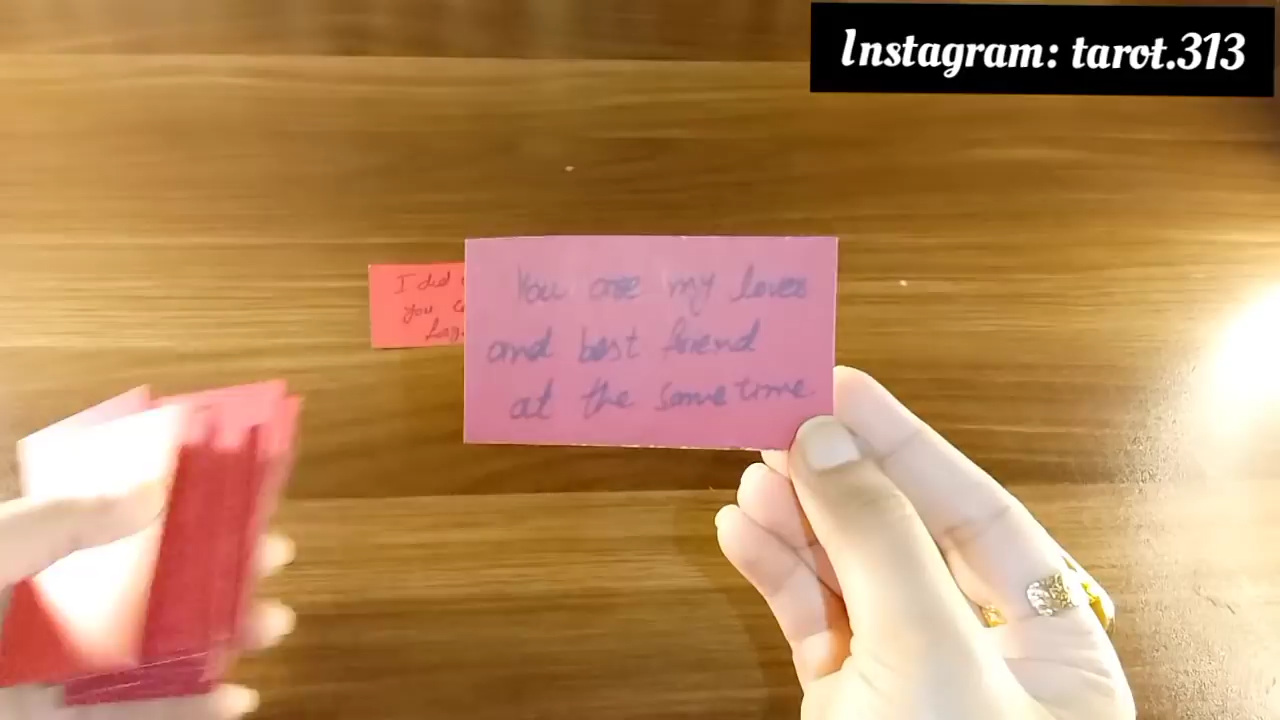 Instagram: tarot.313
You are my lover
and best friend
at the same time
I did
you